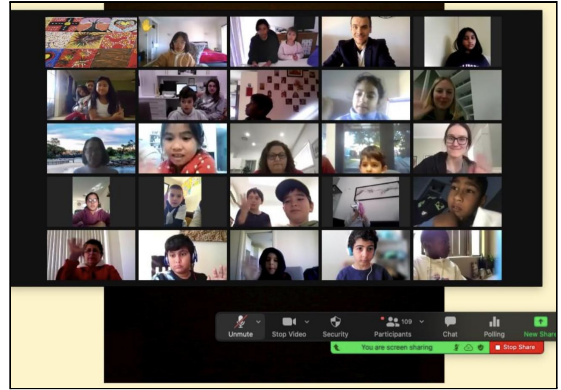 109
Unmute
Stop Video
Security
Participants
Chat
Polling
New Share
You are screen sharing
Stop Share